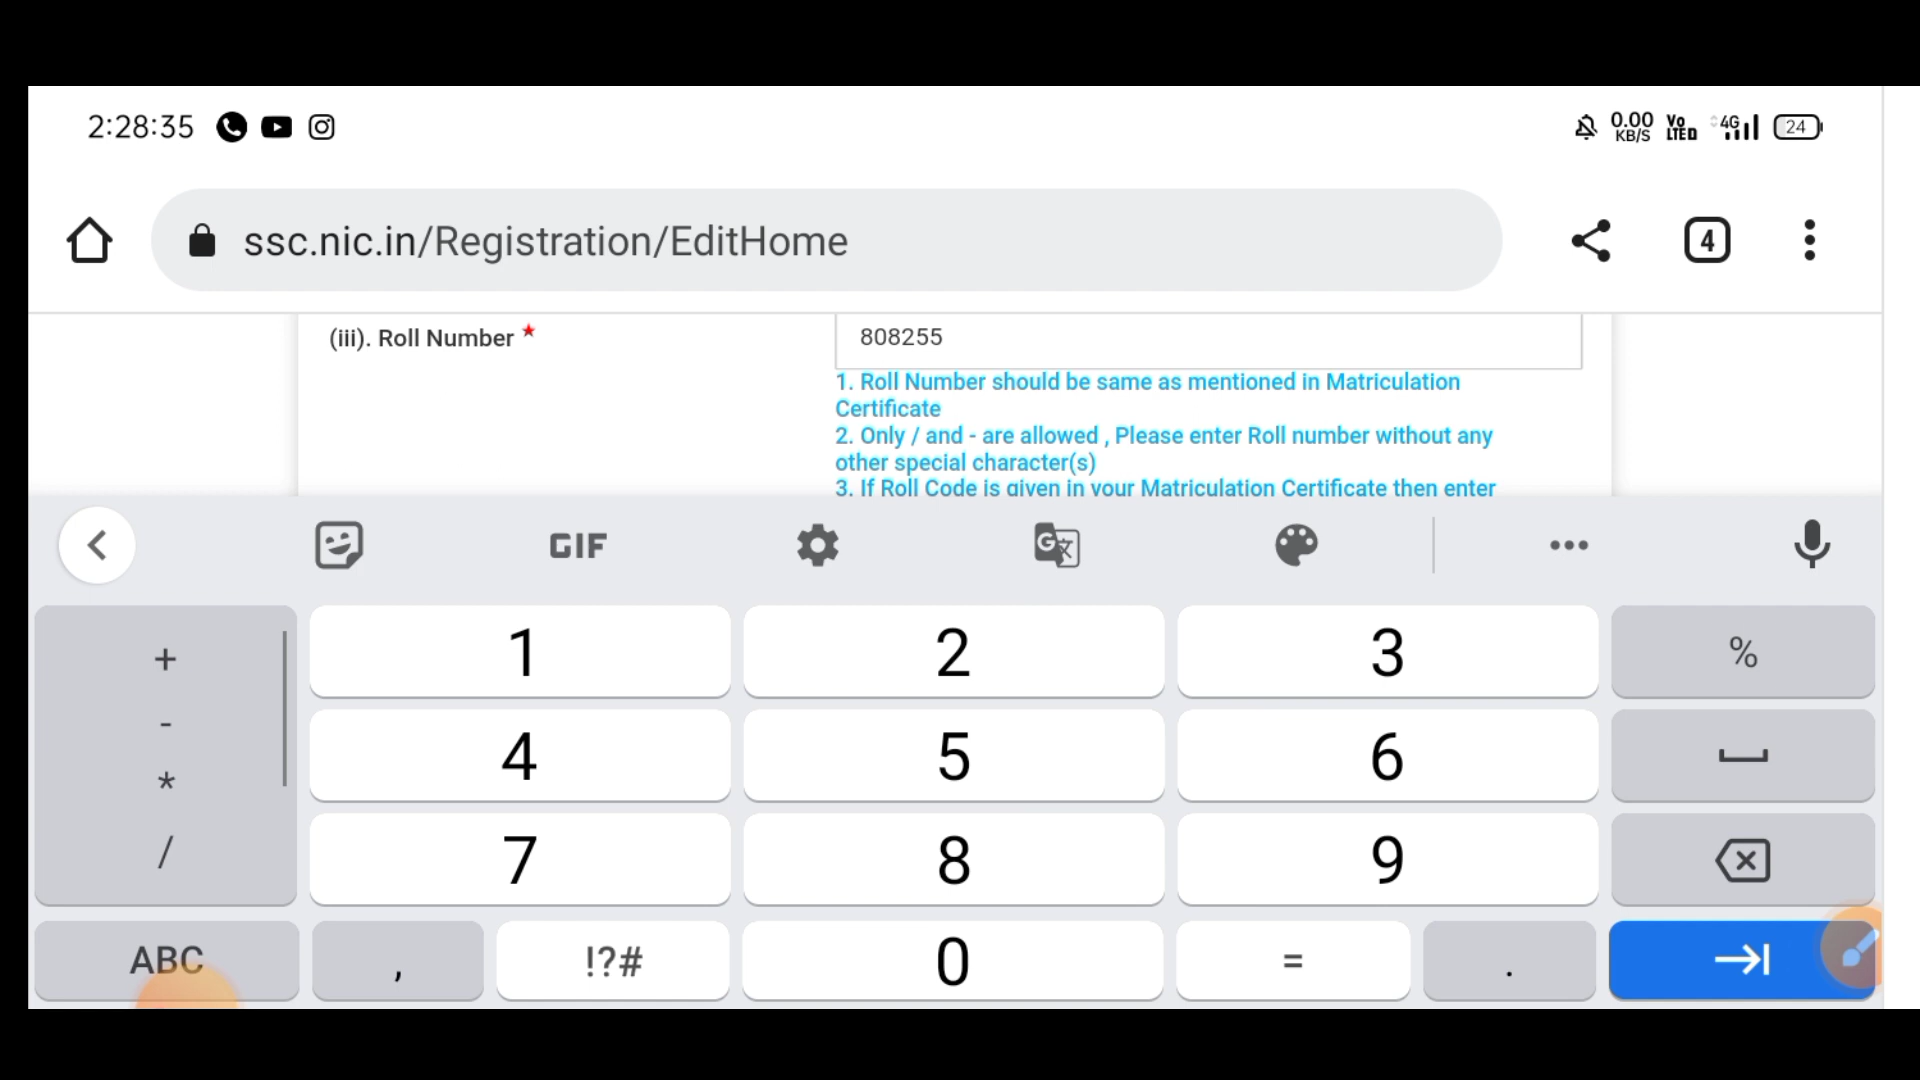 2:28:35 0.00 KB/S Vo LTED 4G 24
ssc.nic.in/Registration/EditHome 4
(iii). Roll Number * 808255
1. Roll Number should be same as mentioned in Matriculation
Certificate
2. Only / and - are allowed , Please enter Roll number without any
other special character(s)
3. If Roll Code is given in your Matriculation Certificate then enter
GIF G
+ 1 2 3 %
- 4 5 6
*
/ 7 8 9
ABC , !?# 0 = .